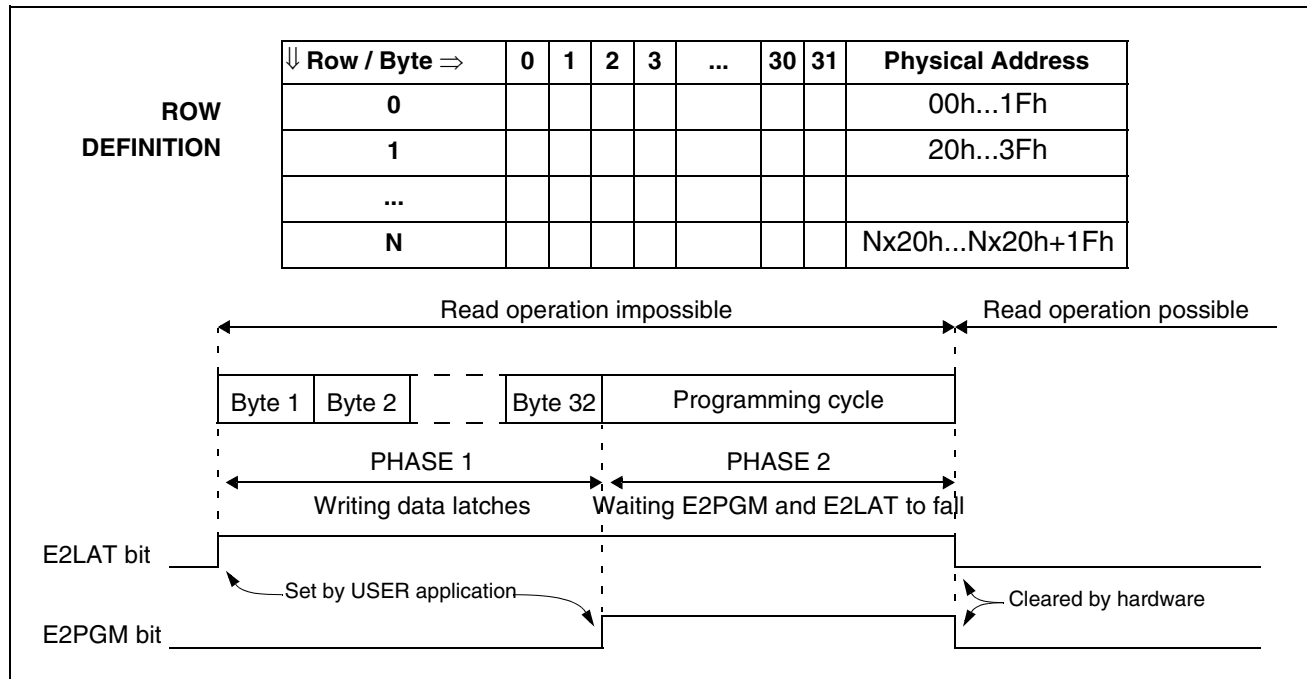 ⇓ Row / Byte ⇒ 0 1 2 3 ... 30 31 Physical Address
ROW
DEFINITION
0 00h...1Fh
1 20h...3Fh
...
N Nx20h...Nx20h+1Fh
Read operation impossible Read operation possible
Byte 1 Byte 2 Byte 32 Programming cycle
PHASE 1 PHASE 2
Writing data latches Waiting E2PGM and E2LAT to fall
E2LAT bit
Set by USER application Cleared by hardware
E2PGM bit